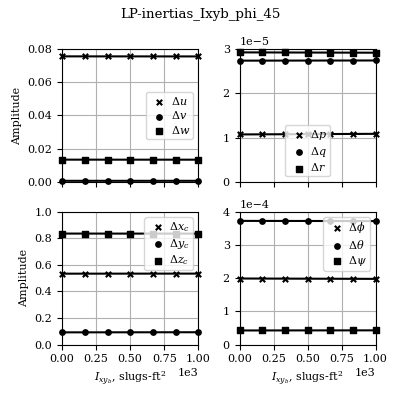 LP-inertias_Ixyb_phi_45
0.08
0.06
0.04
0.02
0.00
Amplitude
Δu
Δv
Δw
1e−5
3
2
1
0
Δp
Δq
Δr
1.0
0.8
0.6
0.4
0.2
0.0
Amplitude
Δx_c
Δy_c
Δz_c
0.00 0.25 0.50 0.75 1.00
1e3
I_{xy_b}, slugs-ft²
1e−4
4
3
2
1
0
Δϕ
Δθ
Δψ
0.00 0.25 0.50 0.75 1.00
1e3
I_{xy_b}, slugs-ft²